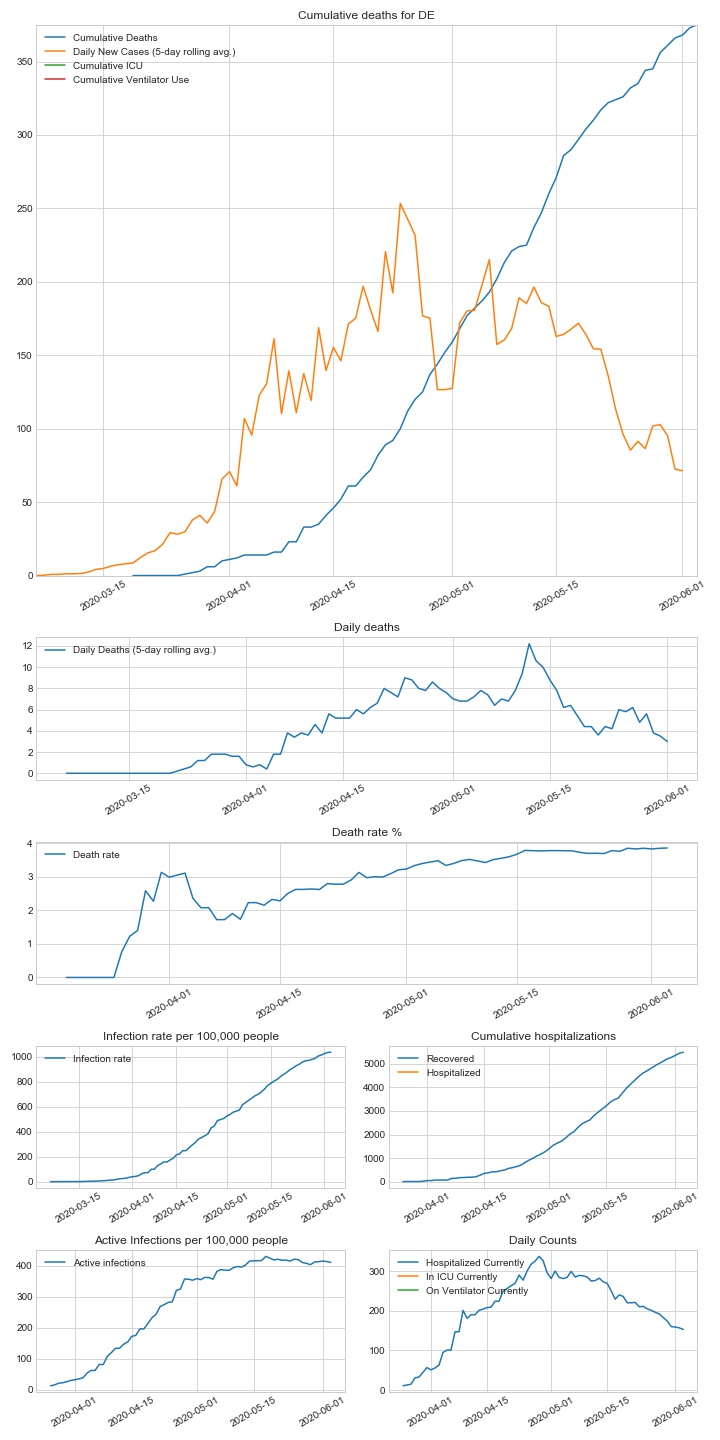 Cumulative deaths for DE
Cumulative Deaths
Daily New Cases (5-day rolling avg.)
Cumulative ICU
Cumulative Ventilator Use
350
300
250
200
150
100
50
0
2020-03-15 2020-04-01 2020-04-15 2020-05-01 2020-05-15 2020-06-01
Daily deaths
Daily Deaths (5-day rolling avg.)
12
10
8
6
4
2
0
2020-03-15 2020-04-01 2020-04-15 2020-05-01 2020-05-15 2020-06-01
Death rate %
Death rate
4
3
2
1
0
2020-04-01 2020-04-15 2020-05-01 2020-05-15 2020-06-01
Infection rate per 100,000 people
Infection rate
1000
800
600
400
200
0
2020-03-15 2020-04-01 2020-04-15 2020-05-01 2020-05-15 2020-06-01
Cumulative hospitalizations
Recovered
Hospitalized
5000
4000
3000
2000
1000
0
2020-04-01 2020-04-15 2020-05-01 2020-05-15 2020-06-01
Active Infections per 100,000 people
Active infections
400
300
200
100
0
2020-04-01 2020-04-15 2020-05-01 2020-05-15 2020-06-01
Daily Counts
Hospitalized Currently
In ICU Currently
On Ventilator Currently
300
200
100
0
2020-04-01 2020-04-15 2020-05-01 2020-05-15 2020-06-01